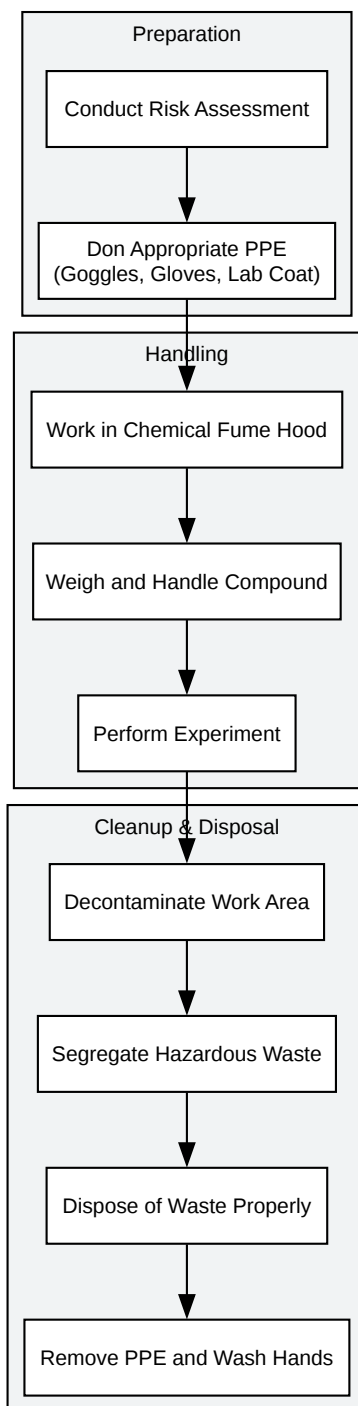 Preparation
Conduct Risk Assessment
Don Appropriate PPE
(Goggles, Gloves, Lab Coat)
Handling
Work in Chemical Fume Hood
Weigh and Handle Compound
Perform Experiment
Cleanup & Disposal
Decontaminate Work Area
Segregate Hazardous Waste
Dispose of Waste Properly
Remove PPE and Wash Hands